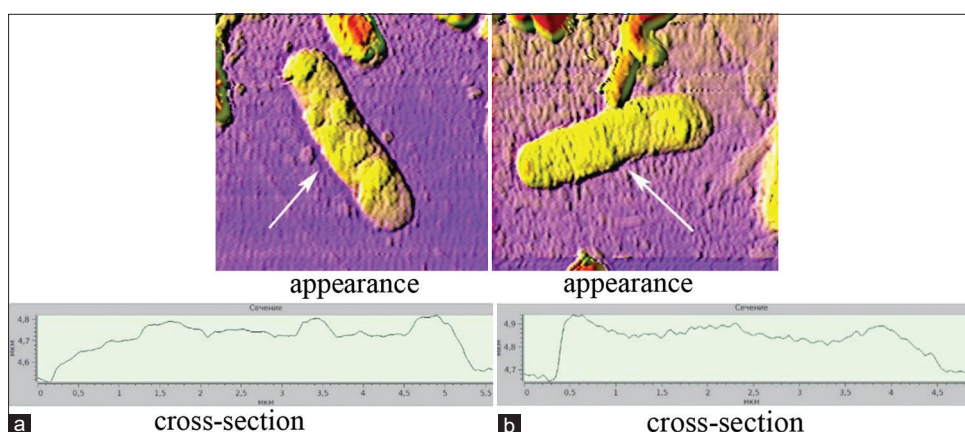 appearance
appearance
Сечение
4,8
4,6
мкм
0 0,5 1 1,5 2 2,5 3 3,5 4 4,5 5 5,5
мкм
a
cross-section
Сечение
4,9
4,8
4,7
мкм
0 0,5 1 1,5 2 2,5 3 3,5 4 4,5
мкм
b
cross-section